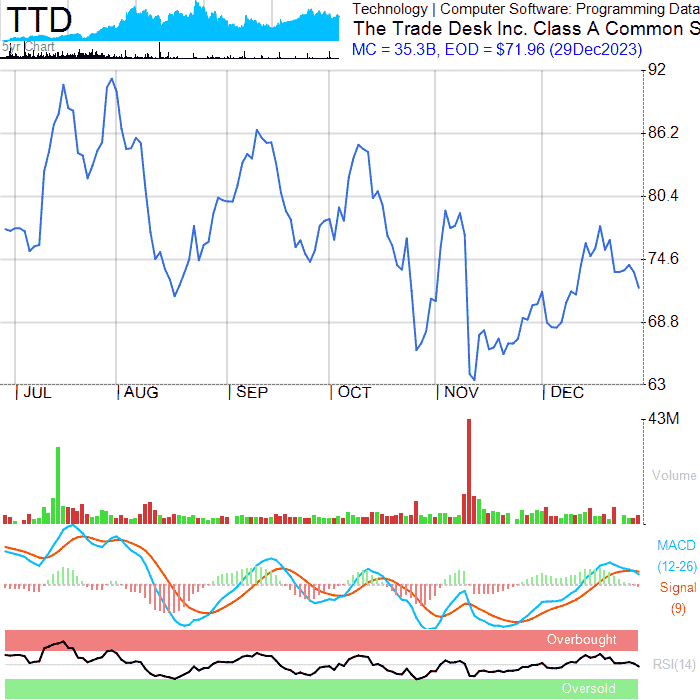 TTD
Technology | Computer Software: Programming Data
The Trade Desk Inc. Class A Common S
5yr Chart
MC = 35.3B, EOD = $71.96 (29Dec2023)
92
86.2
80.4
74.6
68.8
63
JUL AUG SEP OCT NOV DEC
43M
Volume
MACD
(12-26)
Signal
(9)
Overbought
RSI(14)
Oversold